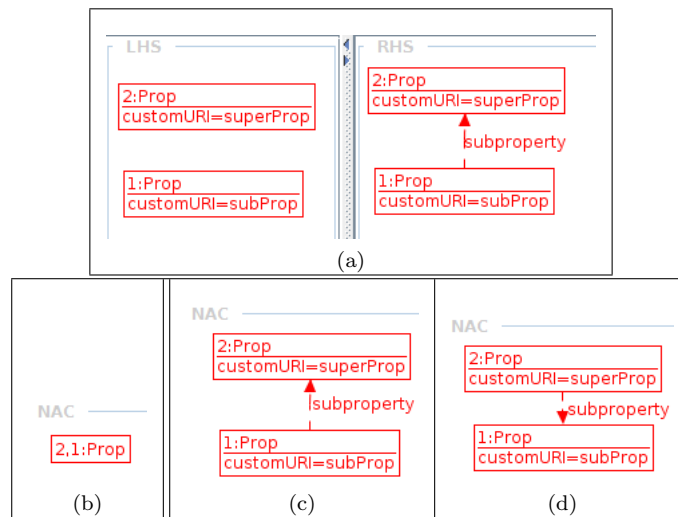 LHS
RHS
2:Prop
customURI=superProp
1:Prop
customURI=subProp
2:Prop
customURI=superProp
subproperty
1:Prop
customURI=subProp
(a)
NAC
2,1:Prop
(b)
NAC
2:Prop
customURI=superProp
subproperty
1:Prop
customURI=subProp
(c)
NAC
2:Prop
customURI=superProp
subproperty
1:Prop
customURI=subProp
(d)